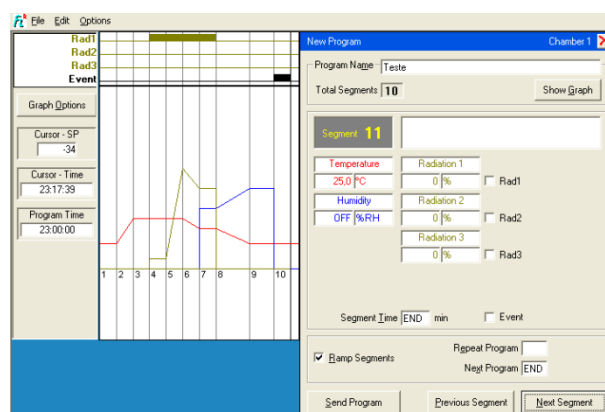 File Edit Options
Rad1
Rad2
Rad3
Event
Graph Options
Cursor - SP
-34
Cursor - Time
23:17:39
Program Time
23:00:00
1 2 3 4 5 6 7 8 9 10
New Program Chamber 1
Program Name Teste
Total Segments 10 Show Graph
Segment 11
Temperature Radiation 1
25,0 ºC 0 % Rad1
Humidity Radiation 2
OFF %RH 0 % Rad2
Radiation 3
0 % Rad3
Segment Time END min Event
Ramp Segments Repeat Program
Next Program END
Send Program Previous Segment Next Segment